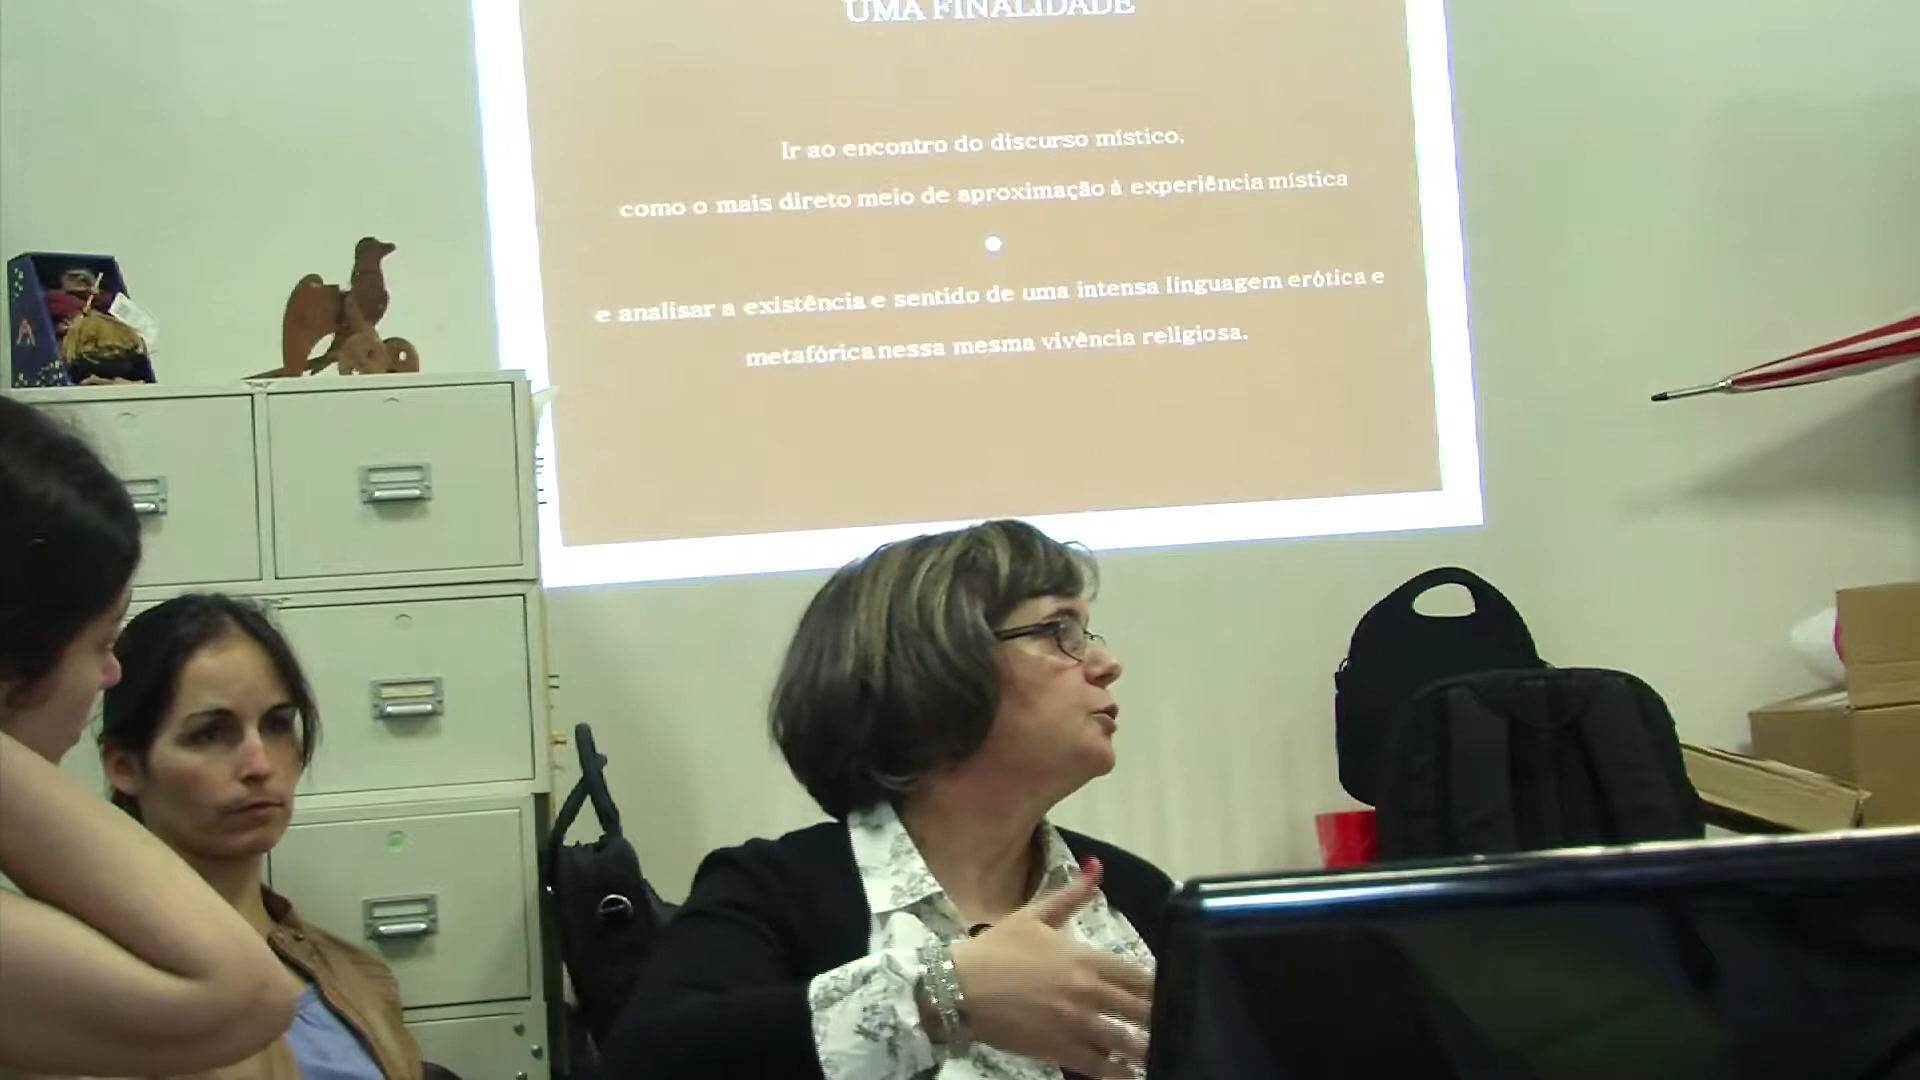 UMA FINALIDADE
Ir ao encontro do discurso místico,
como o mais direto meio de aproximação à experiência mística
e analisar a existência e sentido de uma intensa linguagem erótica e
metafórica nessa mesma vivência religiosa.